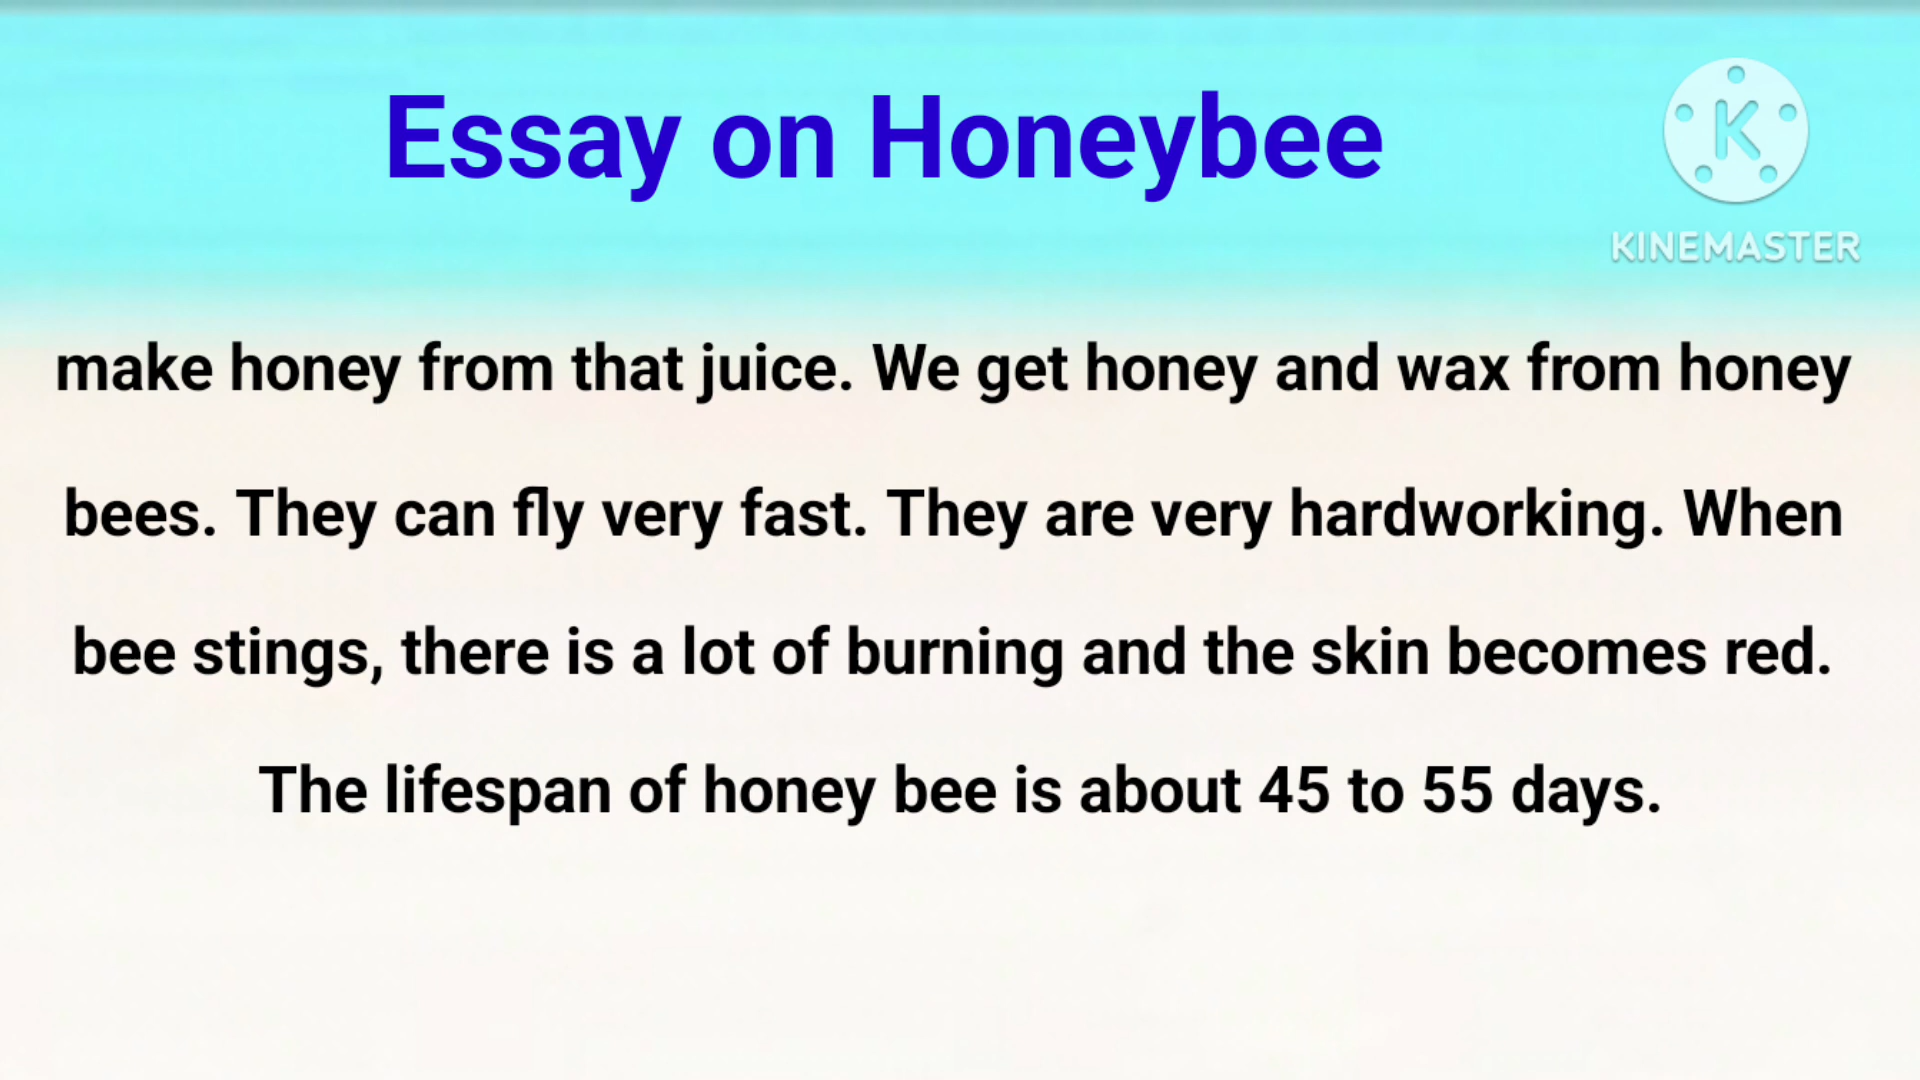 Essay on Honeybee
K
KINEMASTER
make honey from that juice. We get honey and wax from honey
bees. They can fly very fast. They are very hardworking. When
bee stings, there is a lot of burning and the skin becomes red.
The lifespan of honey bee is about 45 to 55 days.